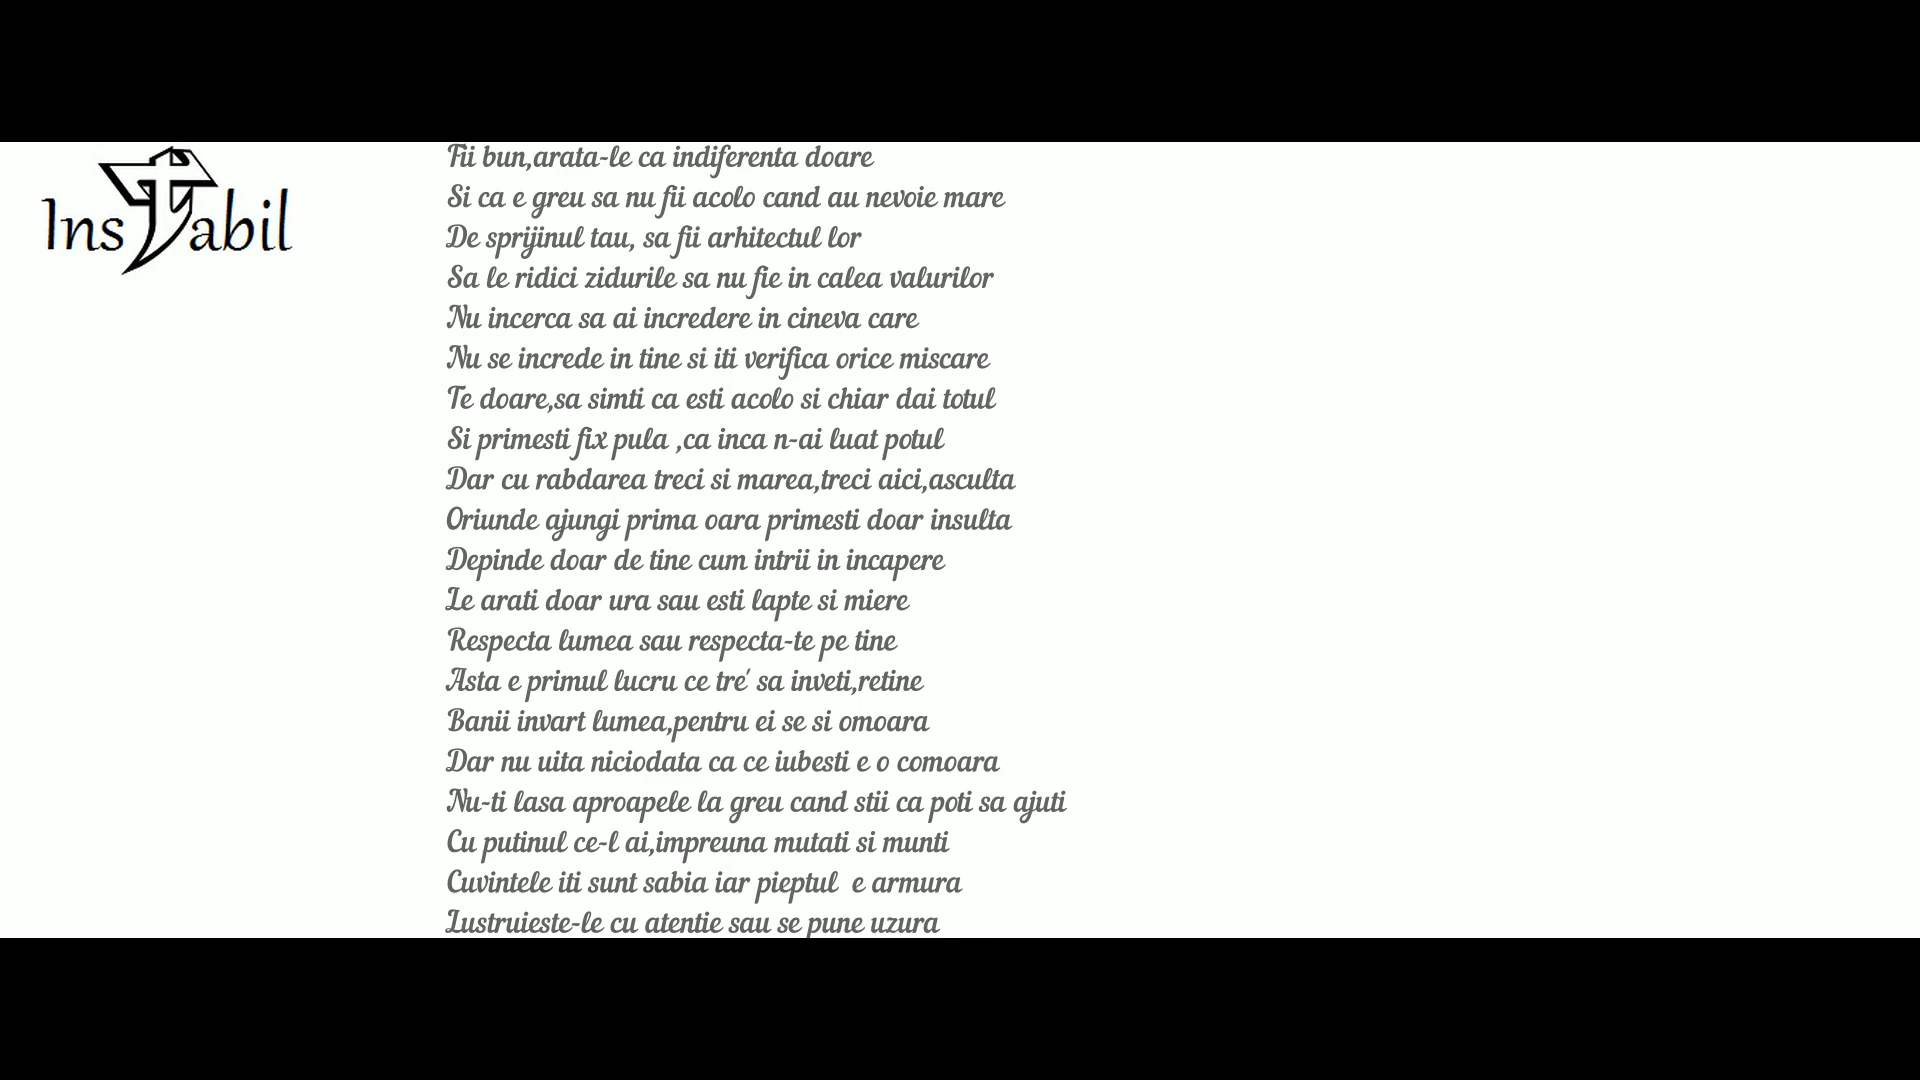 Instabil
Fii bun,arata-le ca indiferenta doare
Si ca e greu sa nu fii acolo cand au nevoie mare
De sprijinul tau, sa fii arhitectul lor
Sa le ridici zidurile sa nu fie in calea valurilor
Nu incerca sa ai incredere in cineva care
Nu se increde in tine si iti verifica orice miscare
Te doare,sa simti ca esti acolo si chiar dai totul
Si primesti fix pula ,ca inca n-ai luat potul
Dar cu rabdarea treci si marea,treci aici,asculta
Oriunde ajungi prima oara primesti doar insulta
Depinde doar de tine cum intrii in incapere
Le arati doar ura sau esti lapte si miere
Respecta lumea sau respecta-te pe tine
Asta e primul lucru ce tre' sa inveti,retine
Banii invart lumea,pentru ei se si omoara
Dar nu uita niciodata ca ce iubesti e o comoara
Nu-ti lasa aproapele la greu cand stii ca poti sa ajuti
Cu putinul ce-l ai,impreuna mutati si munti
Cuvintele iti sunt sabia iar pieptul  e armura
Lustruieste-le cu atentie sau se pune uzura